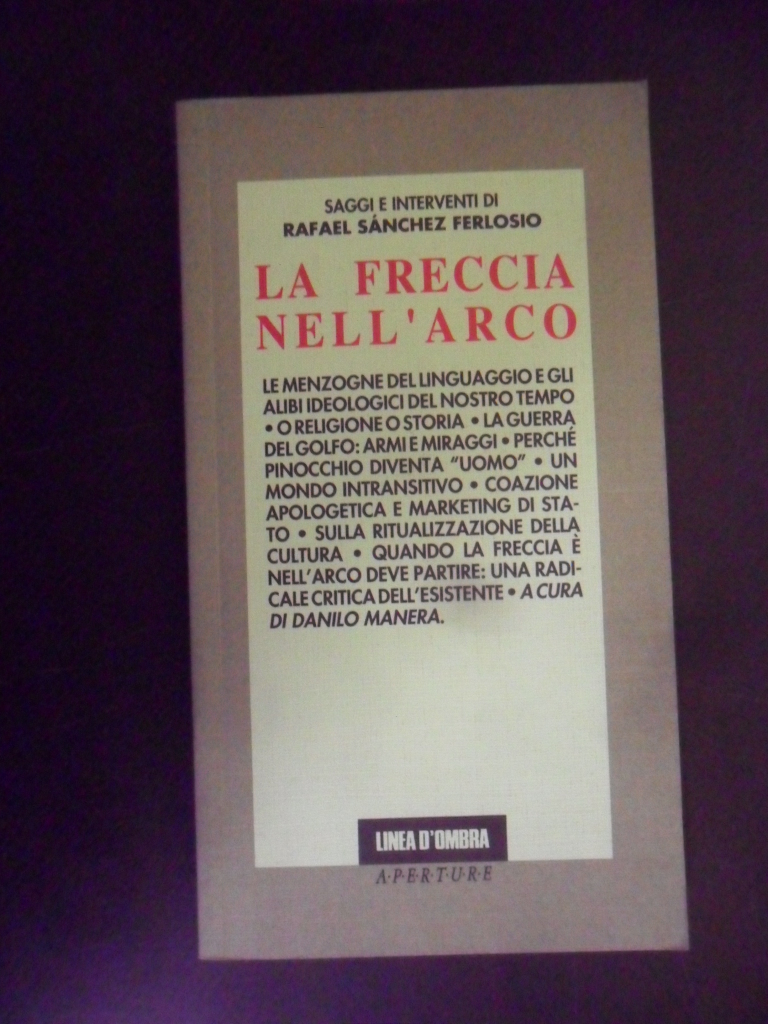 SAGGI E INTERVENTI DI
RAFAEL SÁNCHEZ FERLOSIO
LA FRECCIA
NELL'ARCO
LE MENZOGNE DEL LINGUAGGIO E GLI
ALIBI IDEOLOGICI DEL NOSTRO TEMPO
• O RELIGIONE O STORIA • LA GUERRA
DEL GOLFO: ARMI E MIRAGGI • PERCHÉ
PINOCCHIO DIVENTA "UOMO" • UN
MONDO INTRANSITIVO • COAZIONE
APOLOGETICA E MARKETING DI STA-
TO • SULLA RITUALIZZAZIONE DELLA
CULTURA • QUANDO LA FRECCIA È
NELL'ARCO DEVE PARTIRE: UNA RADI-
CALE CRITICA DELL'ESISTENTE • A CURA
DI DANILO MANERA.
LINEA D'OMBRA
A·P·E·R·T·U·R·E